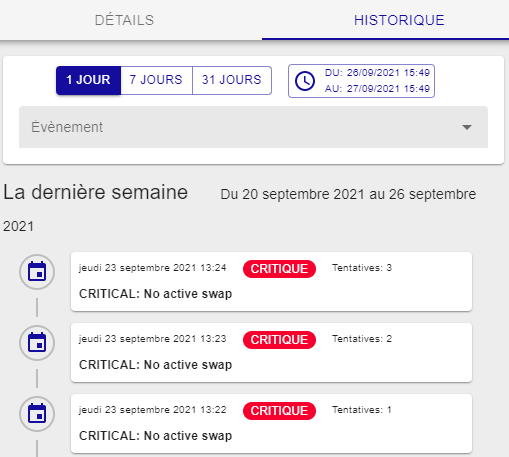 DÉTAILS
HISTORIQUE
1 JOUR
7 JOURS
31 JOURS
DU: 26/09/2021 15:49
AU: 27/09/2021 15:49
Évènement
La dernière semaine Du 20 septembre 2021 au 26 septembre
2021
jeudi 23 septembre 2021 13:24 CRITIQUE Tentatives: 3
CRITICAL: No active swap
jeudi 23 septembre 2021 13:23 CRITIQUE Tentatives: 2
CRITICAL: No active swap
jeudi 23 septembre 2021 13:22 CRITIQUE Tentatives: 1
CRITICAL: No active swap